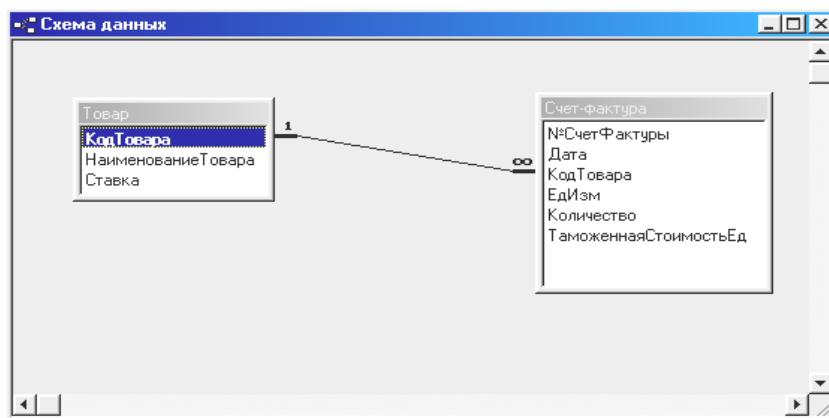 Схема данных
Товар
КодТовара
НаименованиеТовара
Ставка
1
∞
Счет-фактура
№СчетФактуры
Дата
КодТовара
ЕдИзм
Количество
ТаможеннаяСтоимостьЕд